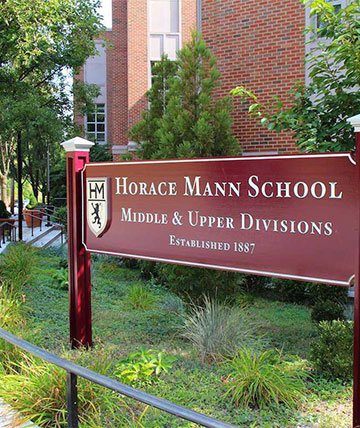 HM
HORACE MANN SCHOOL
MIDDLE & UPPER DIVISIONS
ESTABLISHED 1887